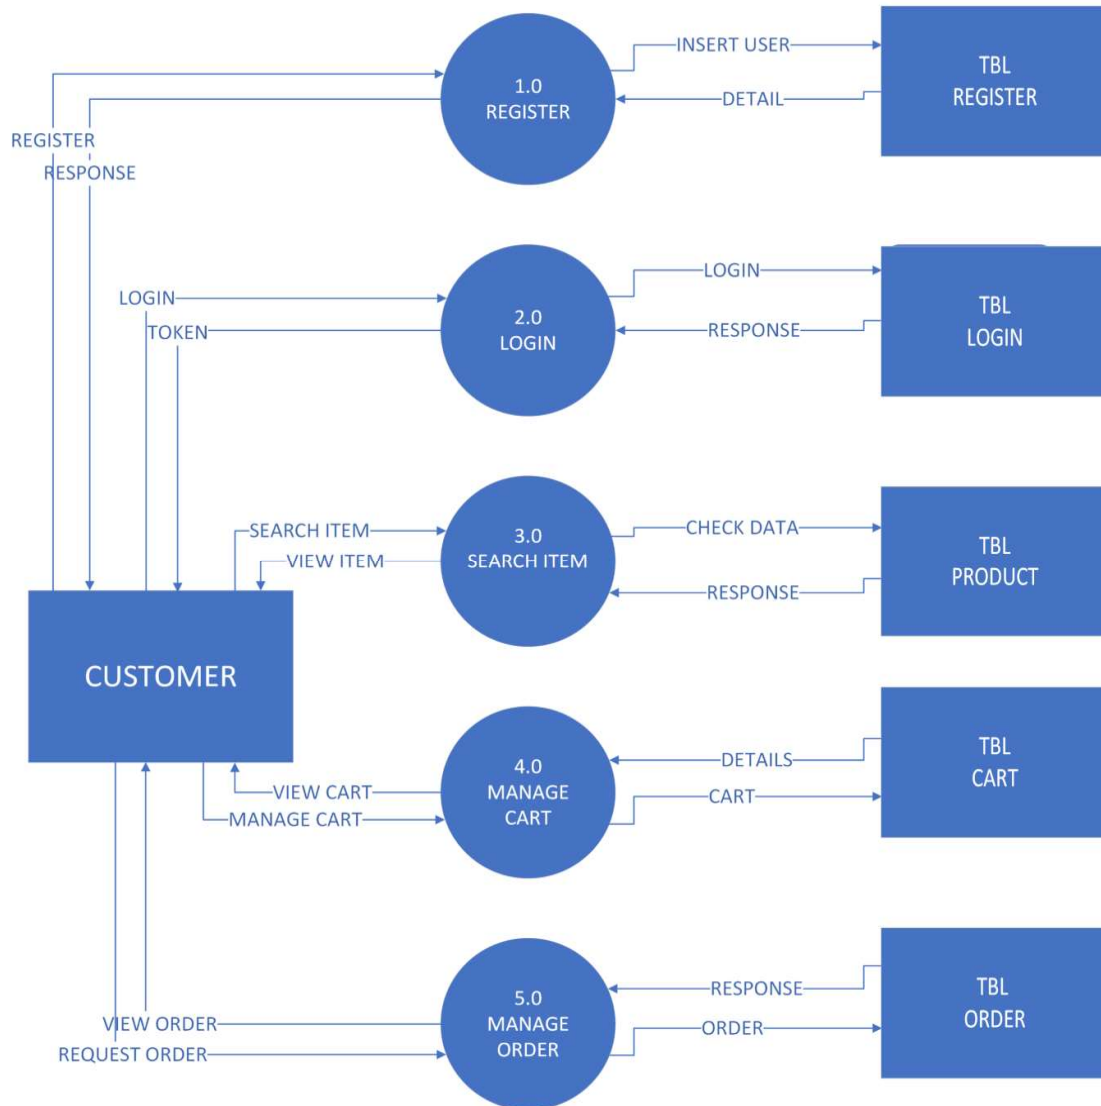 INSERT USER
1.0
REGISTER
DETAIL
TBL
REGISTER
REGISTER
RESPONSE
LOGIN
TOKEN
2.0
LOGIN
LOGIN
RESPONSE
TBL
LOGIN
SEARCH ITEM
VIEW ITEM
3.0
SEARCH ITEM
CHECK DATA
RESPONSE
TBL
PRODUCT
CUSTOMER
VIEW CART
MANAGE CART
4.0
MANAGE
CART
DETAILS
CART
TBL
CART
VIEW ORDER
REQUEST ORDER
5.0
MANAGE
ORDER
RESPONSE
ORDER
TBL
ORDER